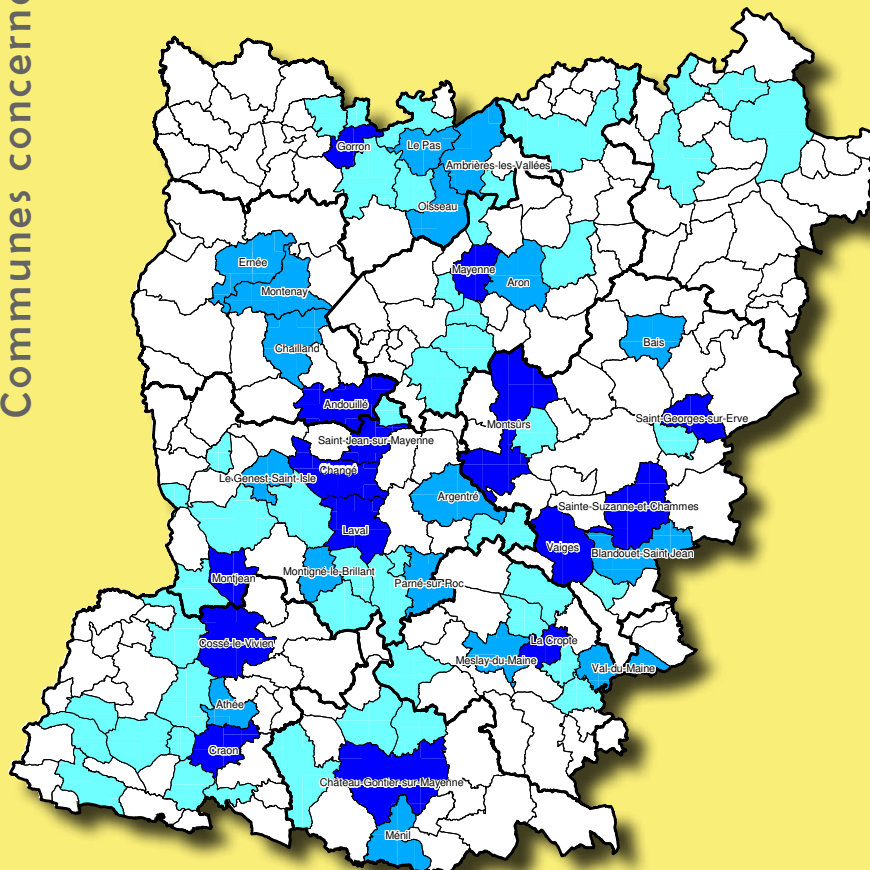 Communes concerne
Gorron
Le Pas
Ambrières-les-Vallées
Oisseau
Ernée
Mayenne
Aron
Montenay
Chailland
Bais
Andouillé
Saint-Georges-sur-Erve
Montsûrs
Saint-Jean-sur-Mayenne
Changé
Le Genest-Saint-Isle
Argentré
Sainte-Suzanne-et-Chammes
Laval
Vaiges
Blandouet-Saint Jean
Montigné-le-Brillant
Montjean
Parné-sur-Roc
La Cropte
Cossé-le-Vivien
Meslay-du-Maine
Val-du-Maine
Athée
Craon
Château-Gontier-sur-Mayenne
Ménil